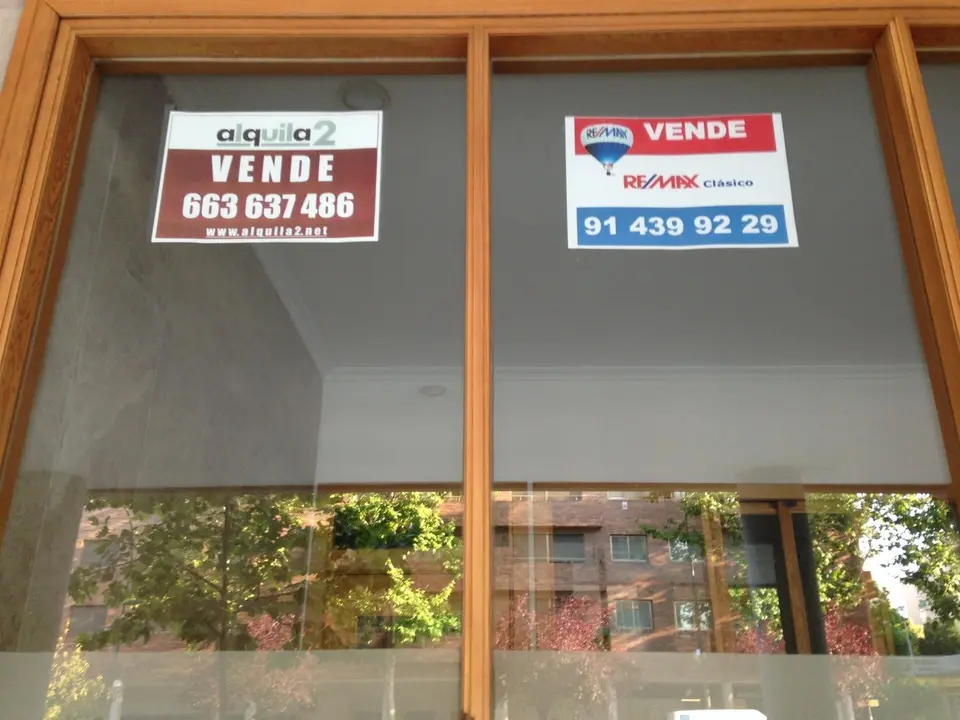 alquila2
VENDE
663 637 486
www.alquila2.net
RE/MAX
VENDE
RE/MAX Clásico
91 439 92 29